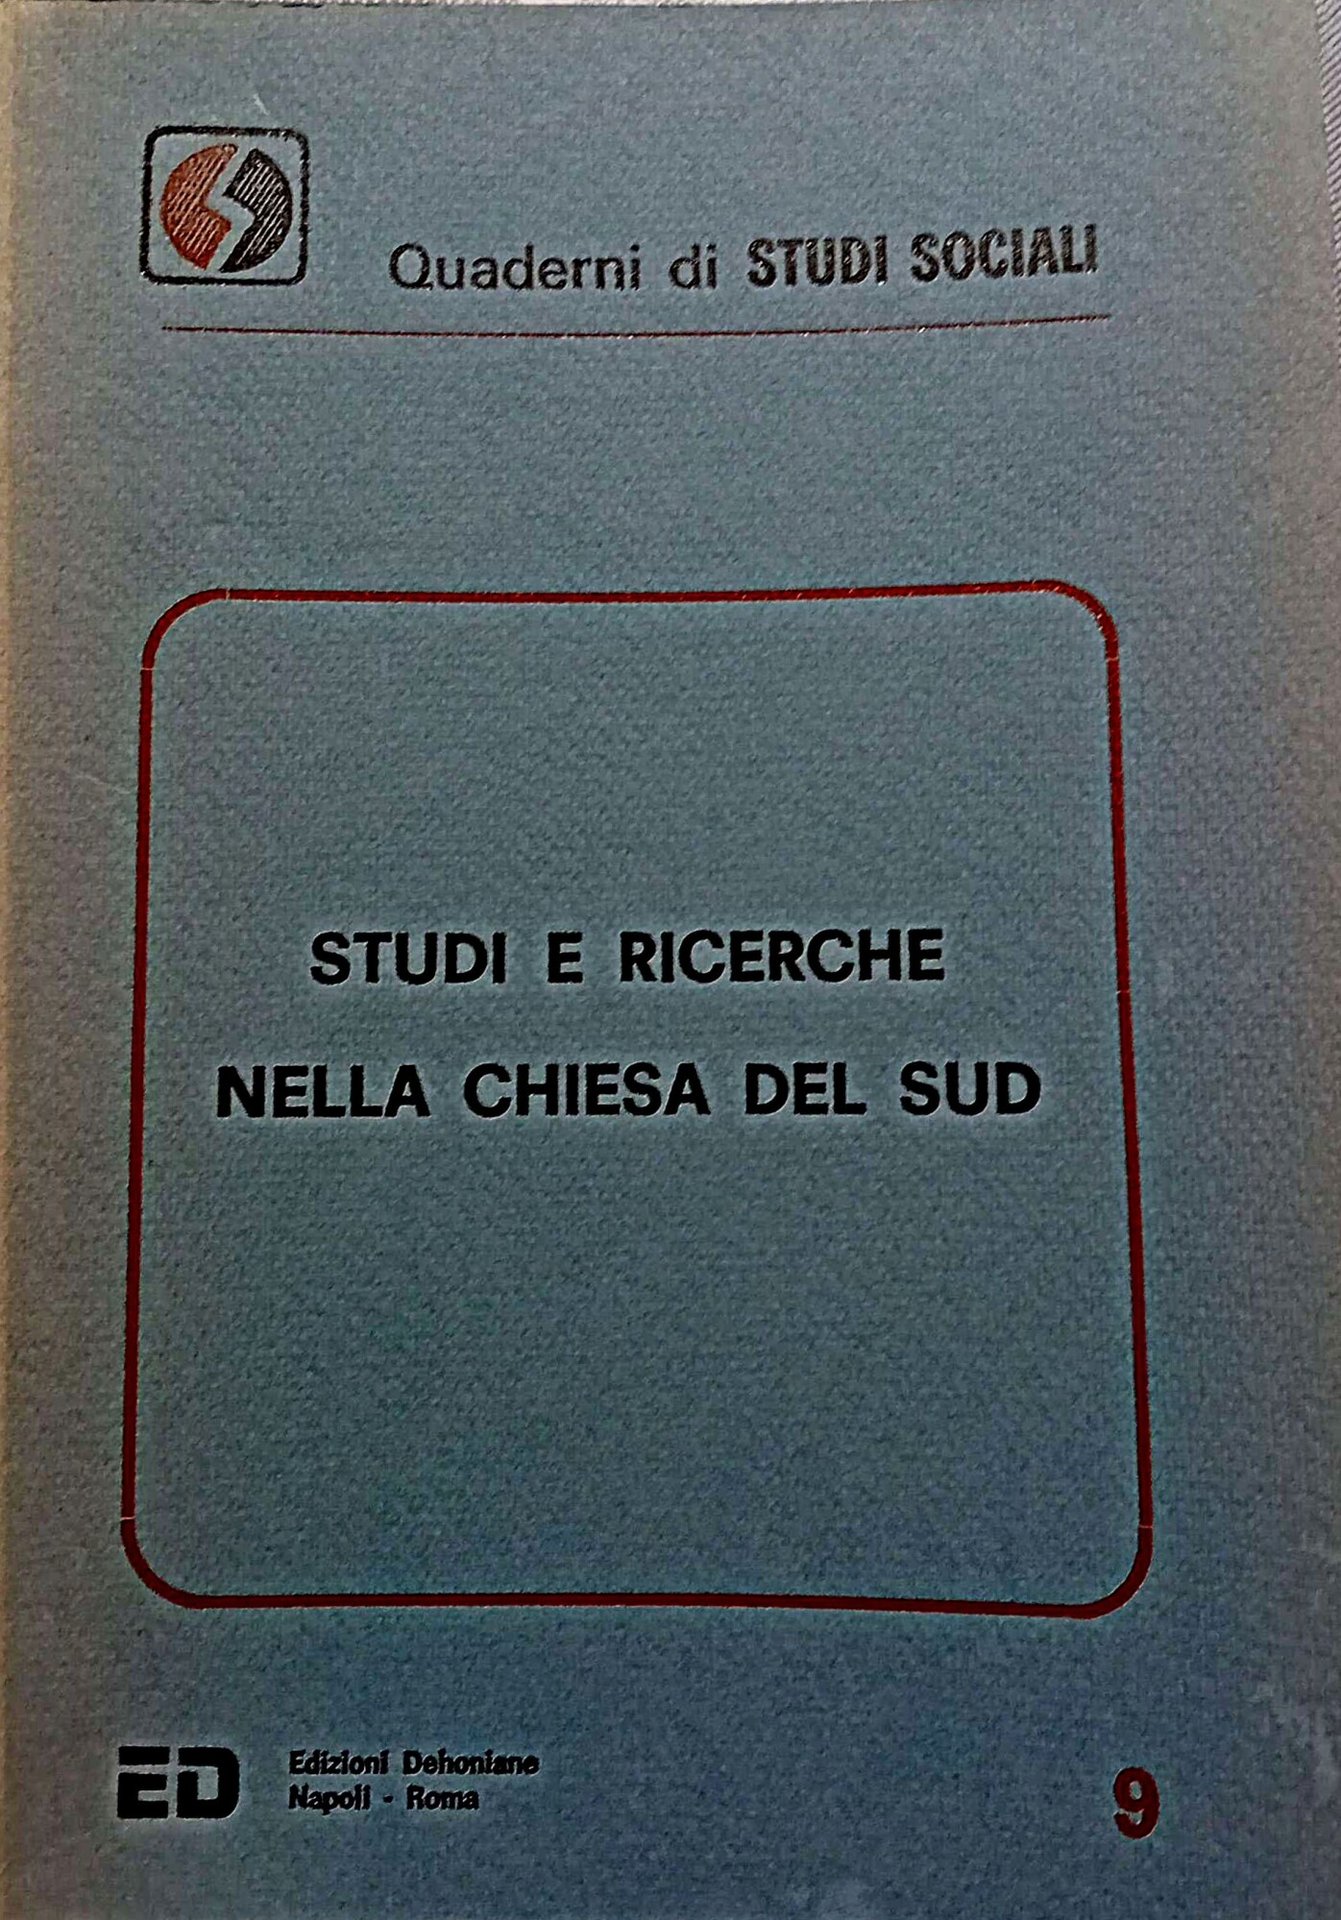 Quaderni di STUDI SOCIALI
STUDI E RICERCHE
NELLA CHIESA DEL SUD
ED
Edizioni Dehoniane
Napoli - Roma
9